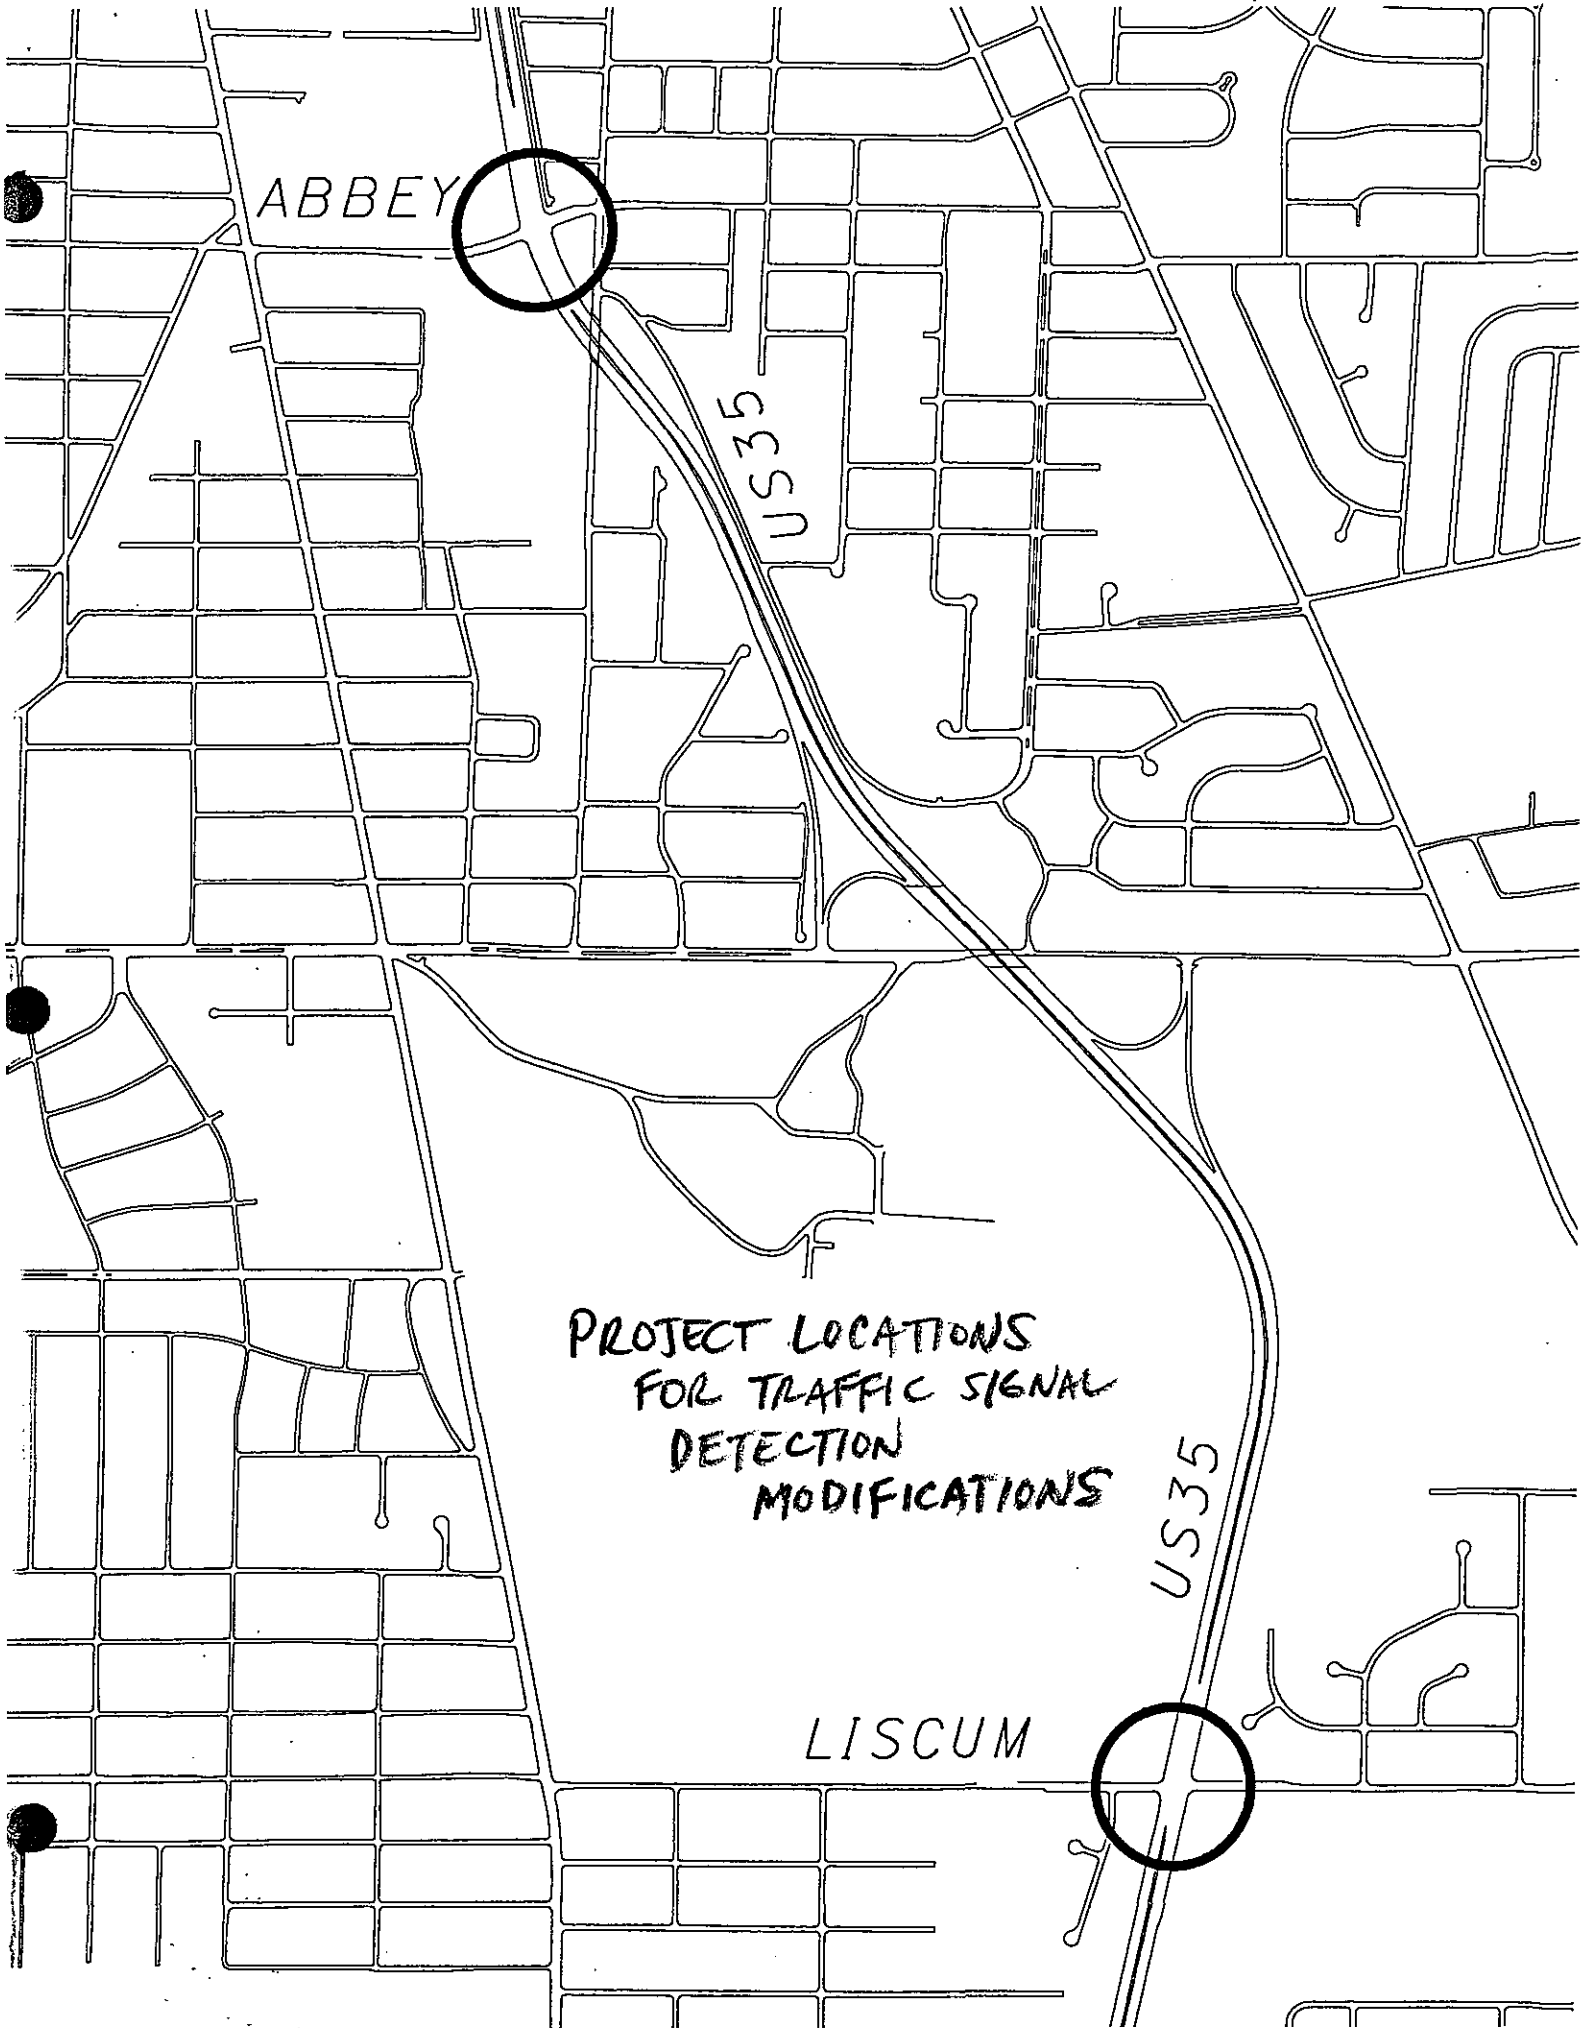 ABBEY
US35
PROJECT LOCATIONS
FOR TRAFFIC SIGNAL
DETECTION
MODIFICATIONS
US35
LISCUM